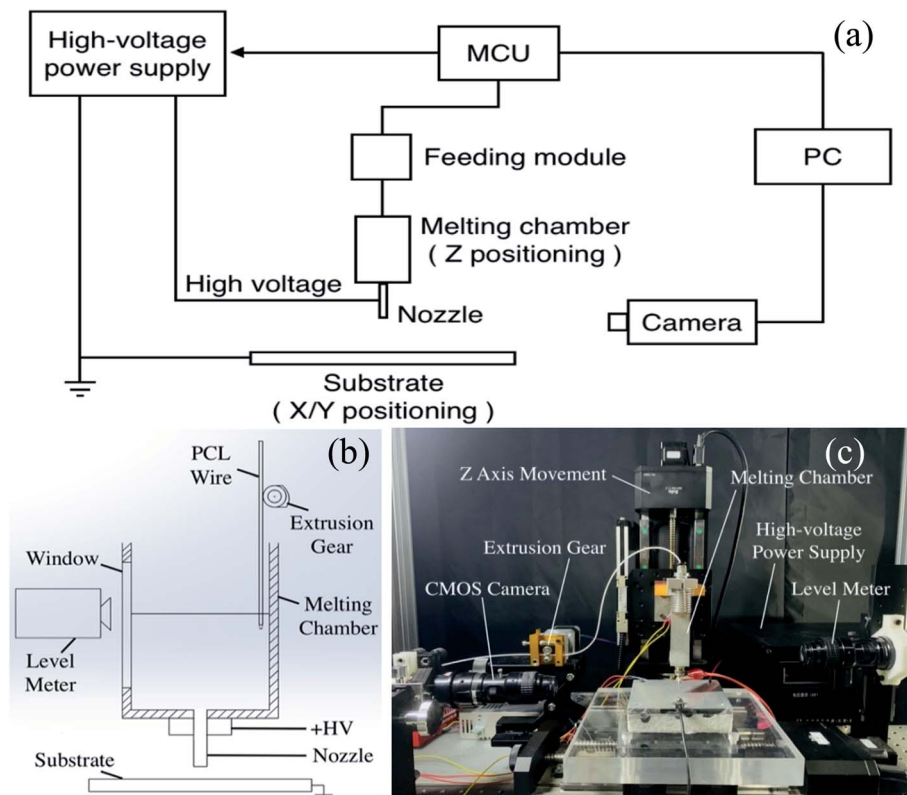 (a)
High-voltage
power supply
MCU
PC
Feeding module
Melting chamber
( Z positioning )
High voltage
Nozzle
Camera
Substrate
( X/Y positioning )
(b)
PCL
Wire
Extrusion
Gear
Window
Melting
Chamber
Level
Meter
+HV
Nozzle
Substrate
(c)
Z Axis Movement
Melting Chamber
High-voltage
Power Supply
Extrusion Gear
CMOS Camera
Level Meter